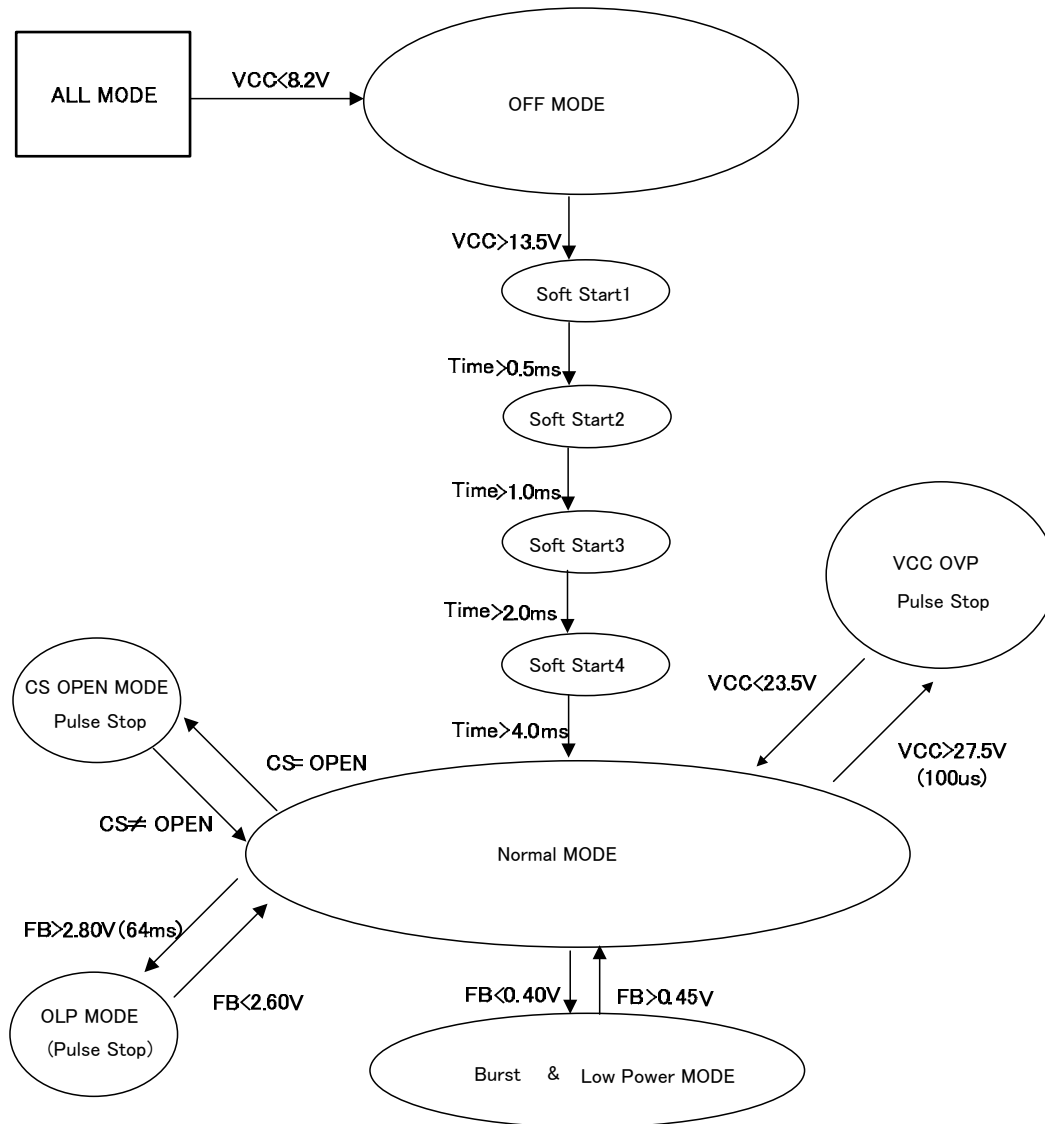 ALL MODE
VCC<8.2V
OFF MODE
VCC>13.5V
Soft Start1
Time>0.5ms
Soft Start2
Time>1.0ms
Soft Start3
Time>2.0ms
Soft Start4
Time>4.0ms
VCC OVP
Pulse Stop
VCC<23.5V
VCC>27.5V
(100us)
CS OPEN MODE
Pulse Stop
CS= OPEN
CS≠ OPEN
Normal MODE
FB>2.80V(64ms)
FB<2.60V
OLP MODE
(Pulse Stop)
FB<0.40V
FB>0.45V
Burst & Low Power MODE